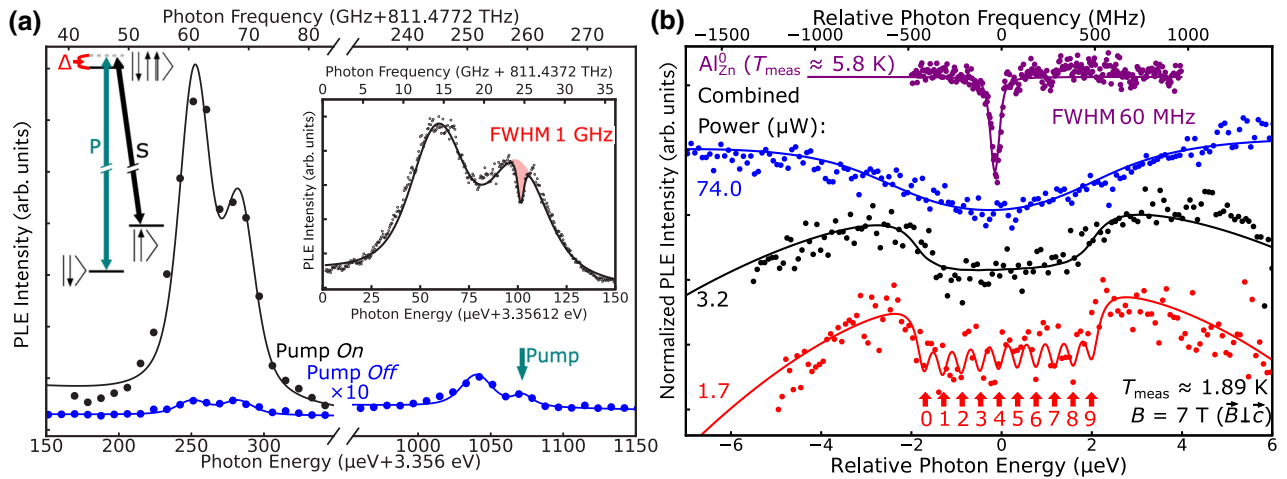 (a)
Photon Frequency
(GHz+811.4772 THz)
40 50 60 70 80 240 250 260 270
Δ
|↓↑⇑⟩
P
S
|⇑⟩
|⇓⟩
PLE Intensity (arb. units)
Pump On
Pump Off
×10
Pump
150 200 250 300 1000 1050 1100 1150
Photon Energy (μeV+3.356 eV)
Photon Frequency (GHz + 811.4372 THz)
0 5 10 15 20 25 30 35
PLE Intensity (arb. units)
FWHM 1 GHz
0 25 50 75 100 125 150
Photon Energy (μeV+3.35612 eV)
(b)
Relative Photon Frequency (MHz)
−1500 −1000 −500 0 500 1000
Normalized PLE Intensity (arb. units)
Al⁰Zn (Tmeas ≈ 5.8 K)
Combined
Power (μW):
FWHM 60 MHz
74.0
3.2
1.7
0 1 2 3 4 5 6 7 8 9
Tmeas ≈ 1.89 K
B = 7 T (B⃗⊥c⃗)
−6 −4 −2 0 2 4 6
Relative Photon Energy (μeV)